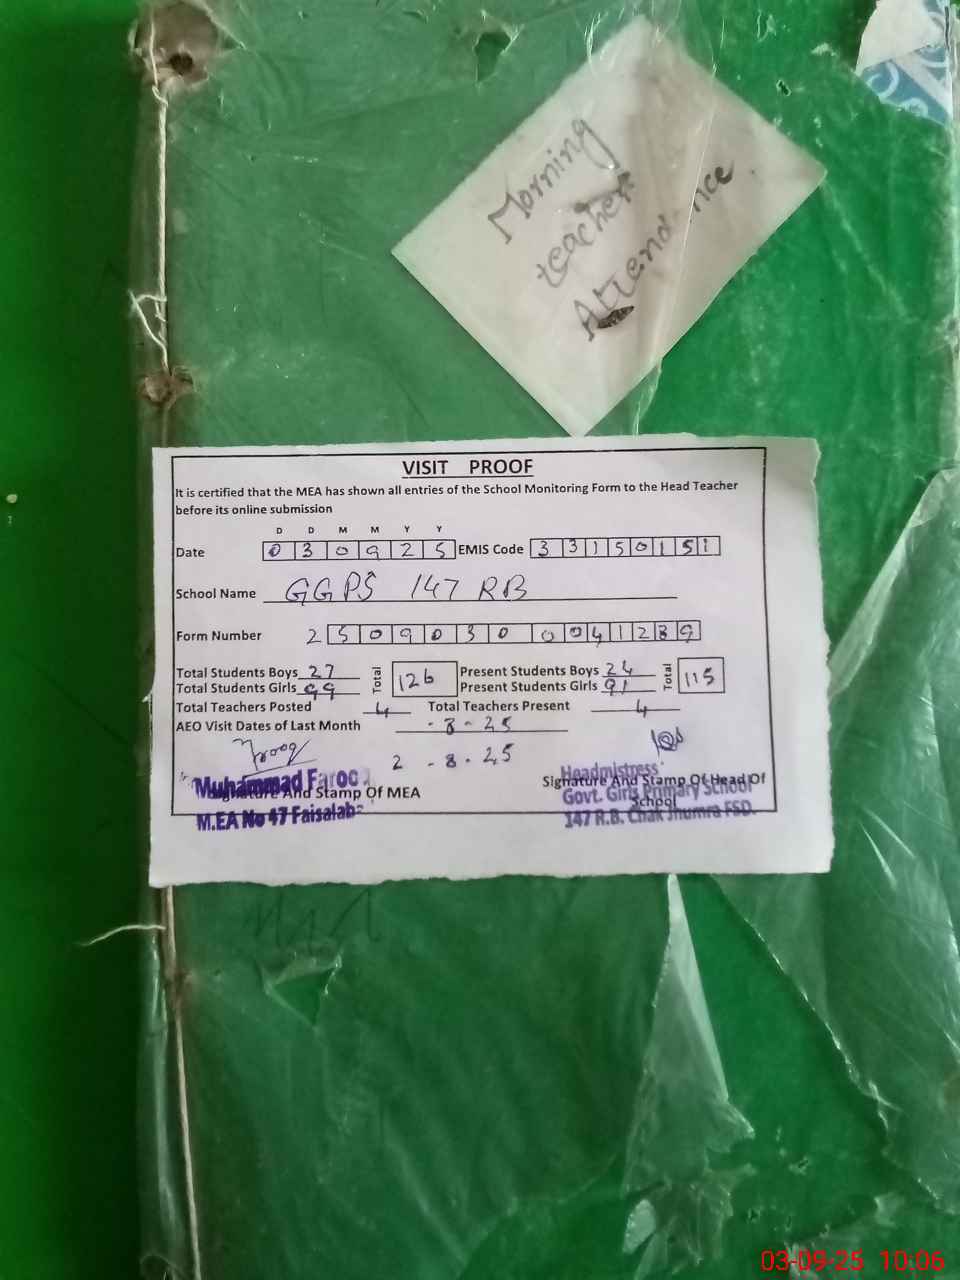 Morning
teacher
Attendance
VISIT PROOF
It is certified that the MEA has shown all entries of the School Monitoring Form to the Head Teacher
before its online submission
D D M M Y Y
Date 0 3 0 9 2 5 EMIS Code 3 3 1 5 0 1 5 1
School Name GGPS 147 RB
Form Number 2 5 0 9 0 3 0 0 0 4 1 2 8 9
Total Students Boys 27 Total 126 Present Students Boys 24 Total 115
Total Students Girls 99 Present Students Girls 91
Total Teachers Posted 4 Total Teachers Present 4
AEO Visit Dates of Last Month - 8 - 25
2 - 8 - 25
Muhammad Farooq
Signature And Stamp Of MEA
M.EA No 47 Faisalab
Headmistress
Signature And Stamp Of Head Of
Govt. Girls Primary School
School
147 R.B. Chak Jhumra FSD.
03-09-25 10:06